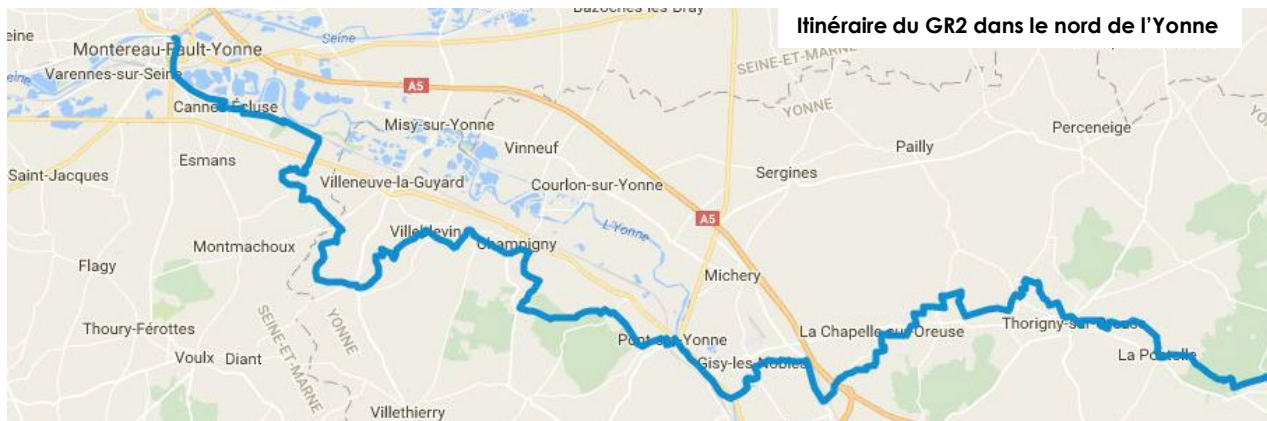 Itinéraire du GR2 dans le nord de l'Yonne
Bazoches-lès-Bray
eine
Seine
Montereau-Fault-Yonne
SEINE-ET-MARNE
YONNE
Varennes-sur-Seine
Seine
A5
Cannes-Écluse
Misy-sur-Yonne
Perceneige
Vinneuf
Pailly
Esmans
Saint-Jacques
Sergines
Villeneuve-la-Guyard
Courlon-sur-Yonne
A5
L'Yonne
Villeblevin
Champigny
Montmachoux
Flagy
Michery
SEINE-ET-MARNE
YONNE
Thoury-Férottes
La Chapelle-sur-Oreuse
Thorigny-sur-Oreuse
Pont-sur-Yonne
Voulx
Diant
Gisy-les-Nobles
La Postolle
Villethierry